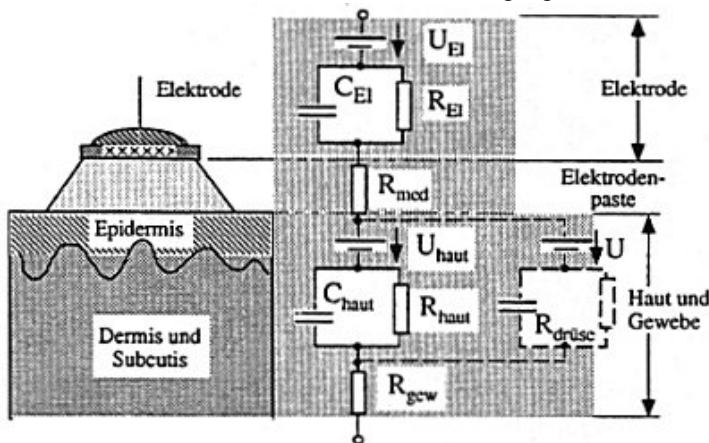 U_El
C_El
R_El
Elektrode
Elektrode
R_med
Elektroden-
paste
Epidermis
U_haut
U
C_haut
R_haut
R_drüse
Haut und
Gewebe
Dermis und
Subcutis
R_gew